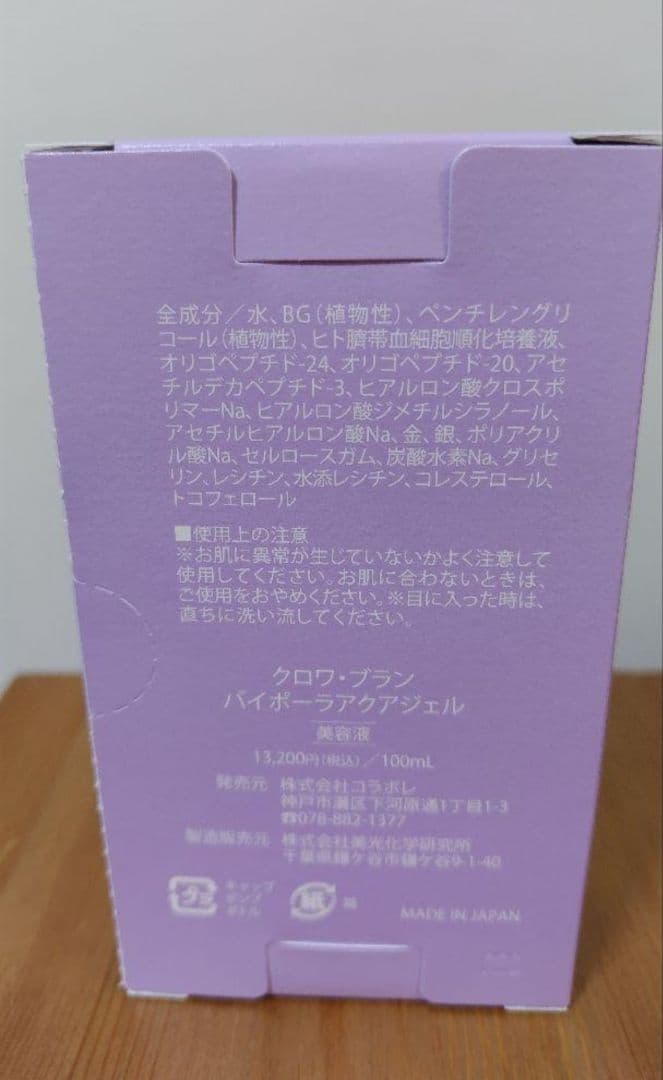 全成分／水、BG（植物性）、ペンチレングリ
コール（植物性）、ヒト臍帯血細胞順化培養液、
オリゴペプチド-24、オリゴペプチド-20、アセ
チルデカペプチド-3、ヒアルロン酸クロスポ
リマーNa、ヒアルロン酸ジメチルシラノール、
アセチルヒアルロン酸Na、金、銀、ポリアクリ
ル酸Na、セルロースガム、炭酸水素Na、グリセ
リン、レシチン、水添レシチン、コレステロール、
トコフェロール
■使用上の注意
※お肌に異常が生じていないかよく注意して
使用してください。お肌に合わないときは、
ご使用をおやめください。※目に入った時は、
直ちに洗い流してください。
クロワ・ブラン
バイポーラアクアジェル
美容液
13,200円（税込）／100mL
発売元 株式会社コラボレ
神戸市灘区下河原通1丁目1-3
☎078-882-1377
製造販売元 株式会社美光化学研究所
千葉県鎌ケ谷市鎌ケ谷9-1-40
プラ キャップ
ポンプ
ボトル
紙 箱
MADE IN JAPAN